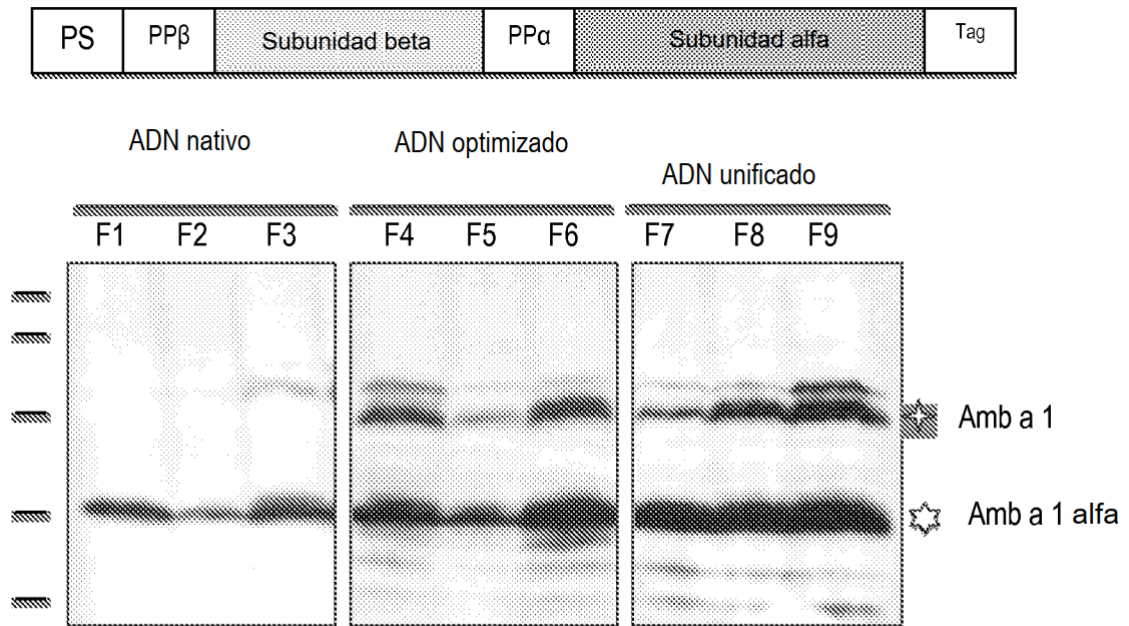 PS PPβ Subunidad beta PPα Subunidad alfa Tag
ADN nativo ADN optimizado ADN unificado
F1 F2 F3 F4 F5 F6 F7 F8 F9
Amb a 1
Amb a 1 alfa